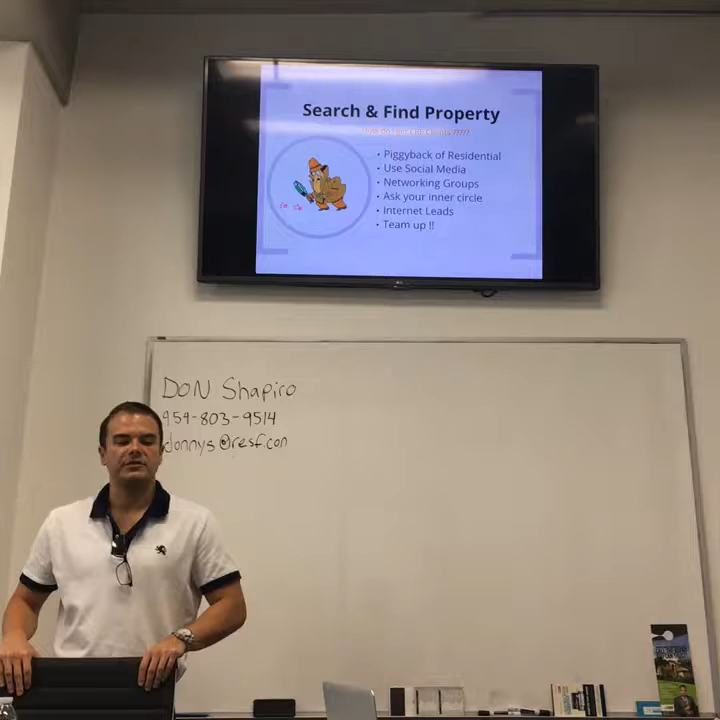 Search & Find Property
• Piggyback of Residential
• Use Social Media
• Networking Groups
• Ask your inner circle
• Internet Leads
• Team up !!
DON Shapiro
954-803-9514
donnys@resf.com